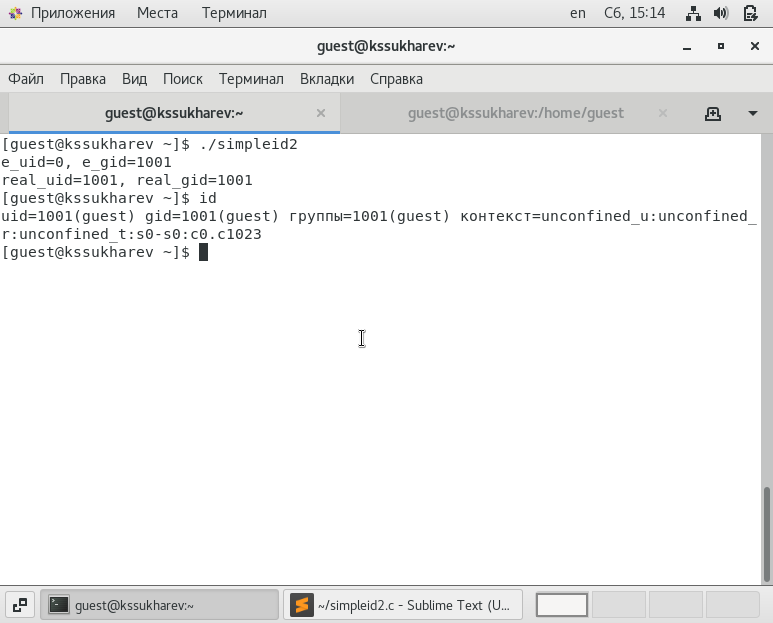 Приложения Места Терминал en Сб, 15:14
guest@kssukharev:~
Файл Правка Вид Поиск Терминал Вкладки Справка
guest@kssukharev:~ guest@kssukharev:/home/guest
[guest@kssukharev ~]$ ./simpleid2
e_uid=0, e_gid=1001
real_uid=1001, real_gid=1001
[guest@kssukharev ~]$ id
uid=1001(guest) gid=1001(guest) группы=1001(guest) контекст=unconfined_u:unconfined_
r:unconfined_t:s0-s0:c0.c1023
[guest@kssukharev ~]$
guest@kssukharev:~ ~/simpleid2.c - Sublime Text (U...